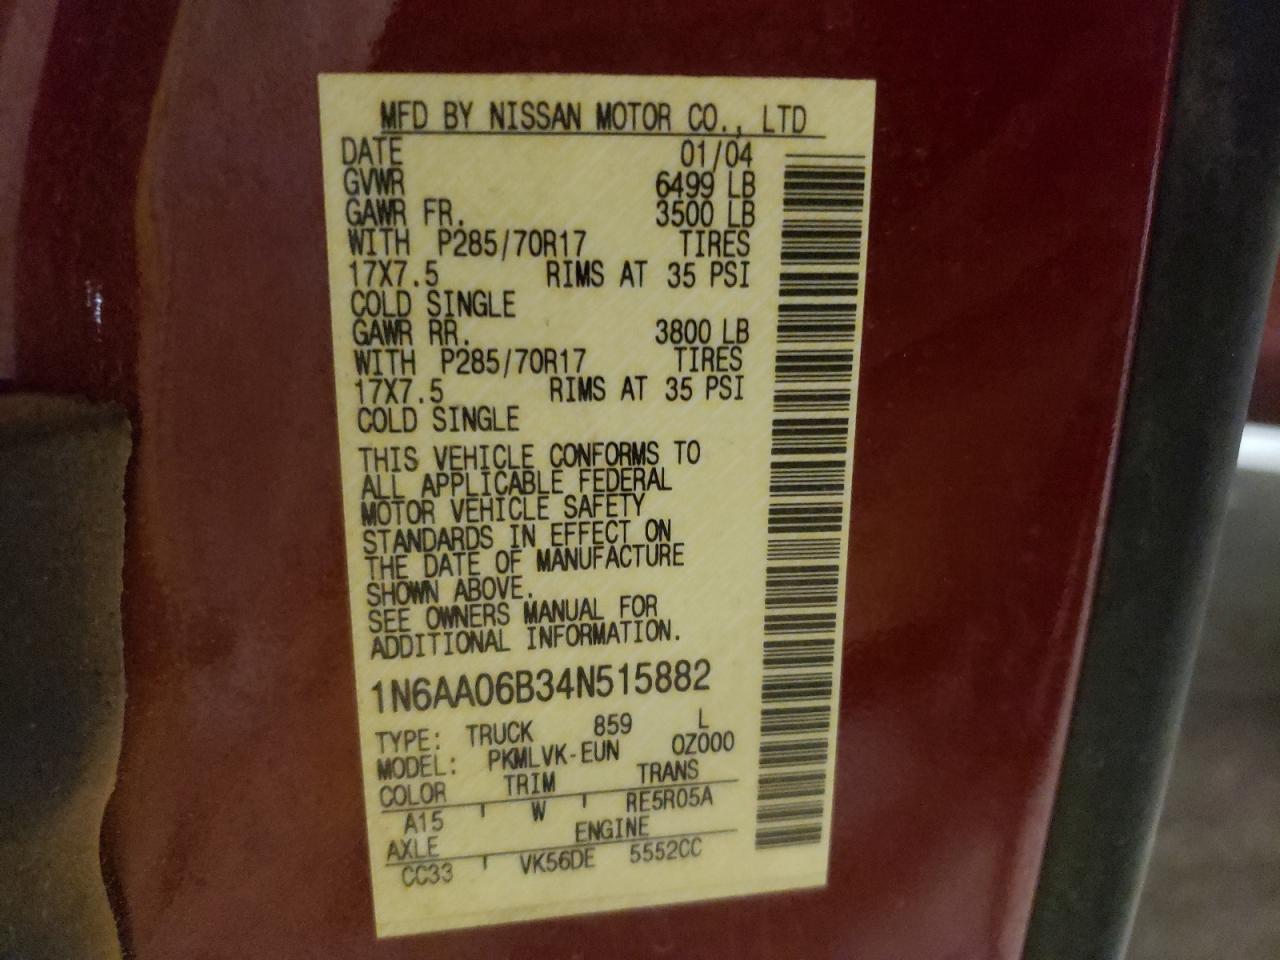 MFD BY NISSAN MOTOR CO., LTD
DATE 01/04
GVWR 6499 LB
GAWR FR. 3500 LB
WITH P285/70R17 TIRES
17X7.5 RIMS AT 35 PSI
COLD SINGLE
GAWR RR. 3800 LB
WITH P285/70R17 TIRES
17X7.5 RIMS AT 35 PSI
COLD SINGLE
THIS VEHICLE CONFORMS TO
ALL APPLICABLE FEDERAL
MOTOR VEHICLE SAFETY
STANDARDS IN EFFECT ON
THE DATE OF MANUFACTURE
SHOWN ABOVE.
SEE OWNERS MANUAL FOR
ADDITIONAL INFORMATION.
1N6AA06B34N515882
TYPE: TRUCK 859 L
MODEL: PKMLVK-EUN 0Z000
COLOR TRIM TRANS
A15 W RE5R05A
AXLE ENGINE
CC33 VK56DE 5552CC